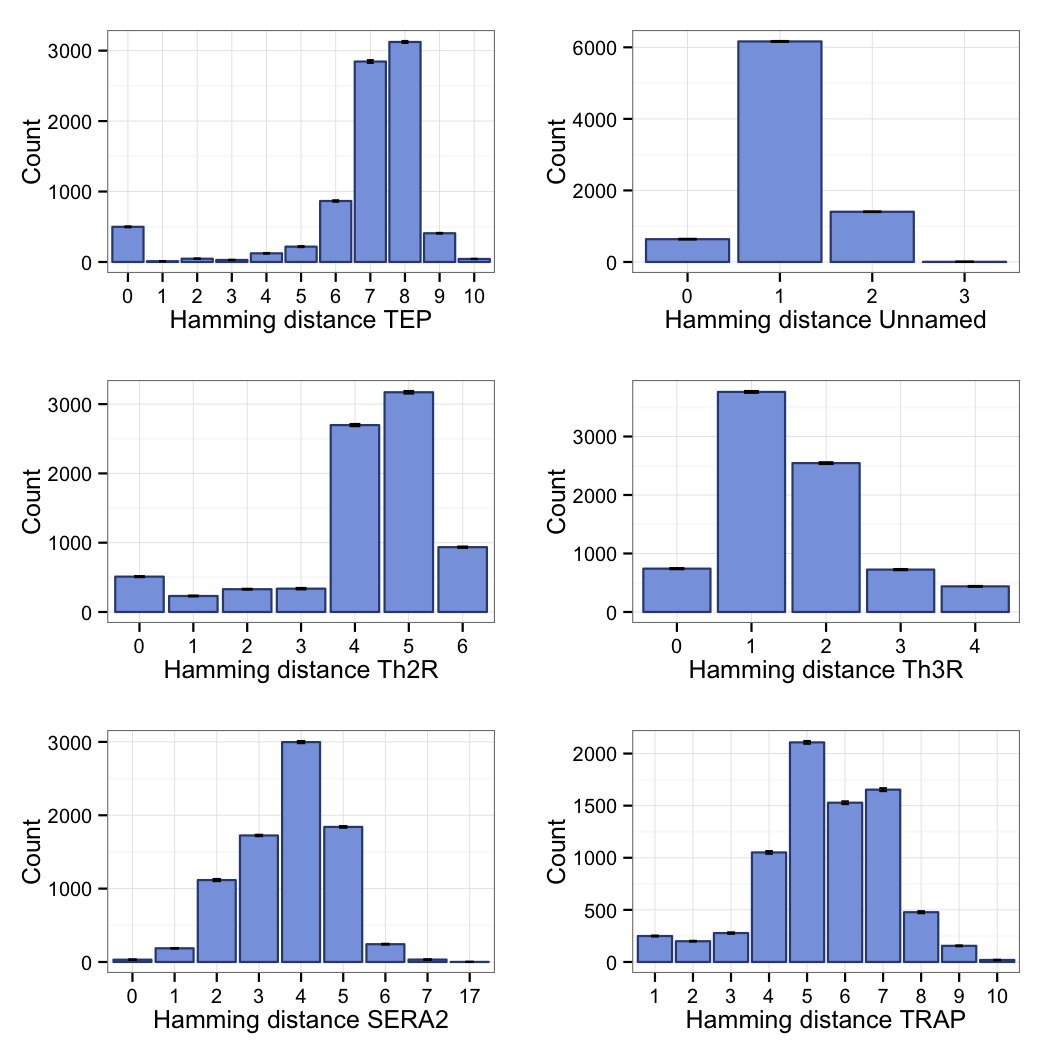 Count
3000
2000
1000
0
0 1 2 3 4 5 6 7 8 9 10
Hamming distance TEP
Count
6000
4000
2000
0
0 1 2 3
Hamming distance Unnamed
Count
3000
2000
1000
0
0 1 2 3 4 5 6
Hamming distance Th2R
Count
3000
2000
1000
0
0 1 2 3 4
Hamming distance Th3R
Count
3000
2000
1000
0
0 1 2 3 4 5 6 7 17
Hamming distance SERA2
Count
2000
1500
1000
500
0
1 2 3 4 5 6 7 8 9 10
Hamming distance TRAP